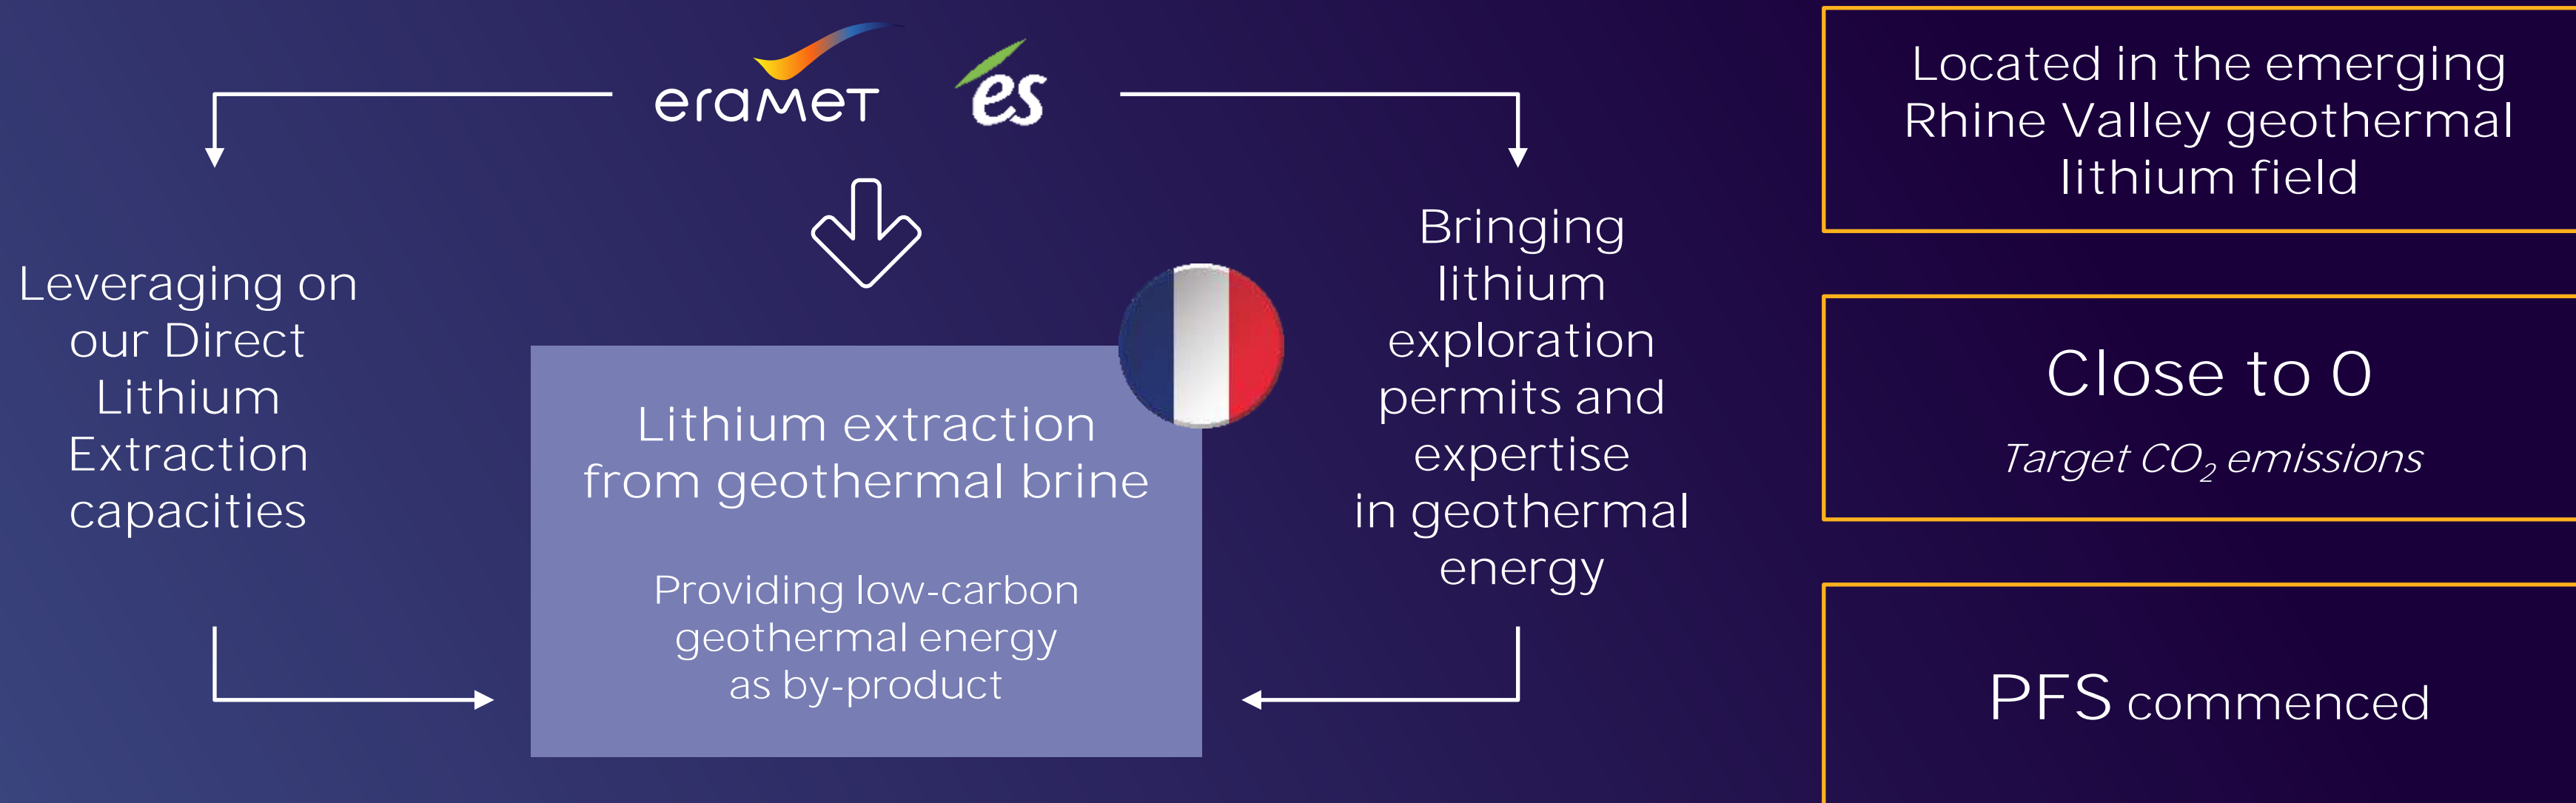 eramet
és
Leveraging on
our Direct
Lithium
Extraction
capacities
Lithium extraction
from geothermal brine
Providing low-carbon
geothermal energy
as by-product
Bringing
lithium
exploration
permits and
expertise
in geothermal
energy
Located in the emerging
Rhine Valley geothermal
lithium field
Close to 0
Target CO₂ emissions
PFS commenced